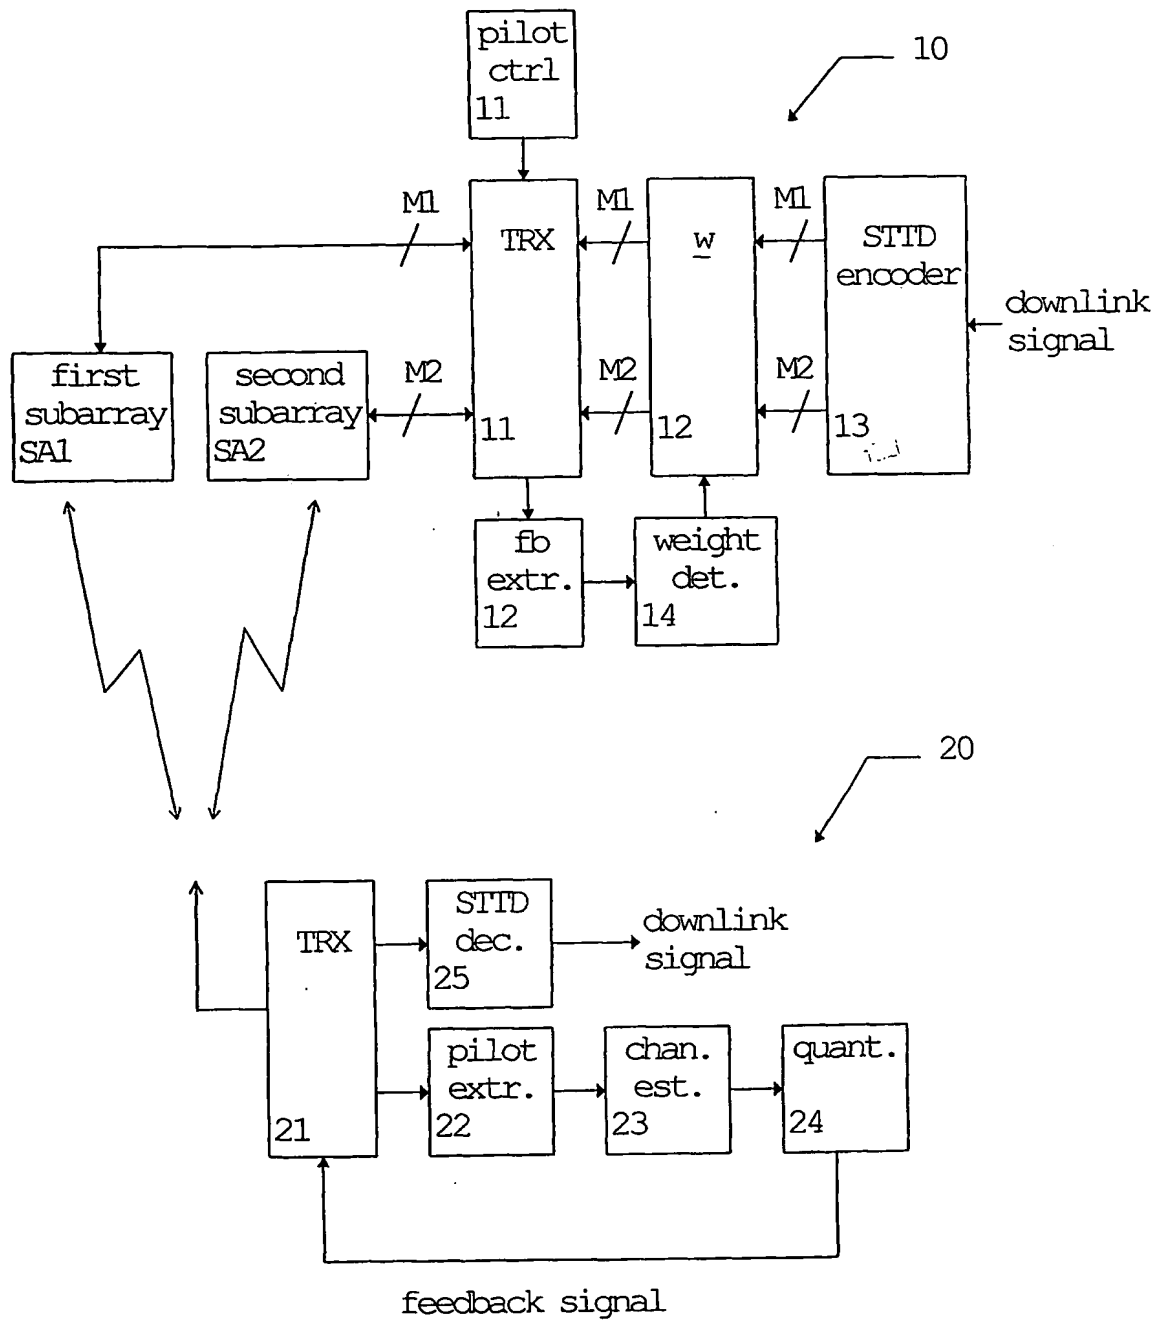 pilot
ctrl
11
10
M1
M1
M1
TRX
w
STTD
encoder
downlink
signal
first
subarray
SA1
second
subarray
SA2
M2
M2
M2
11
12
13
fb
extr.
12
weight
det.
14
20
TRX
21
STTD
dec.
25
downlink
signal
pilot
extr.
22
chan.
est.
23
quant.
24
feedback signal